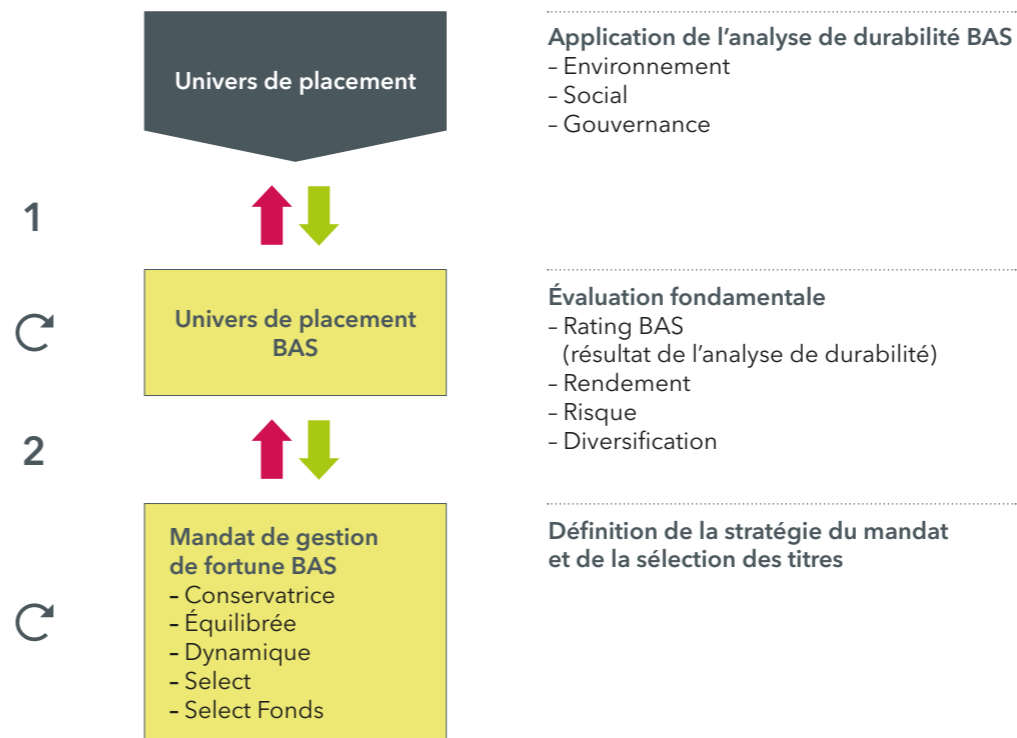 Univers de placement
Application de l’analyse de durabilité BAS
– Environnement
– Social
– Gouvernance
1
Univers de placement
BAS
Évaluation fondamentale
– Rating BAS
(résultat de l’analyse de durabilité)
– Rendement
– Risque
– Diversification
2
Mandat de gestion
de fortune BAS
– Conservatrice
– Équilibrée
– Dynamique
– Select
– Select Fonds
Définition de la stratégie du mandat
et de la sélection des titres